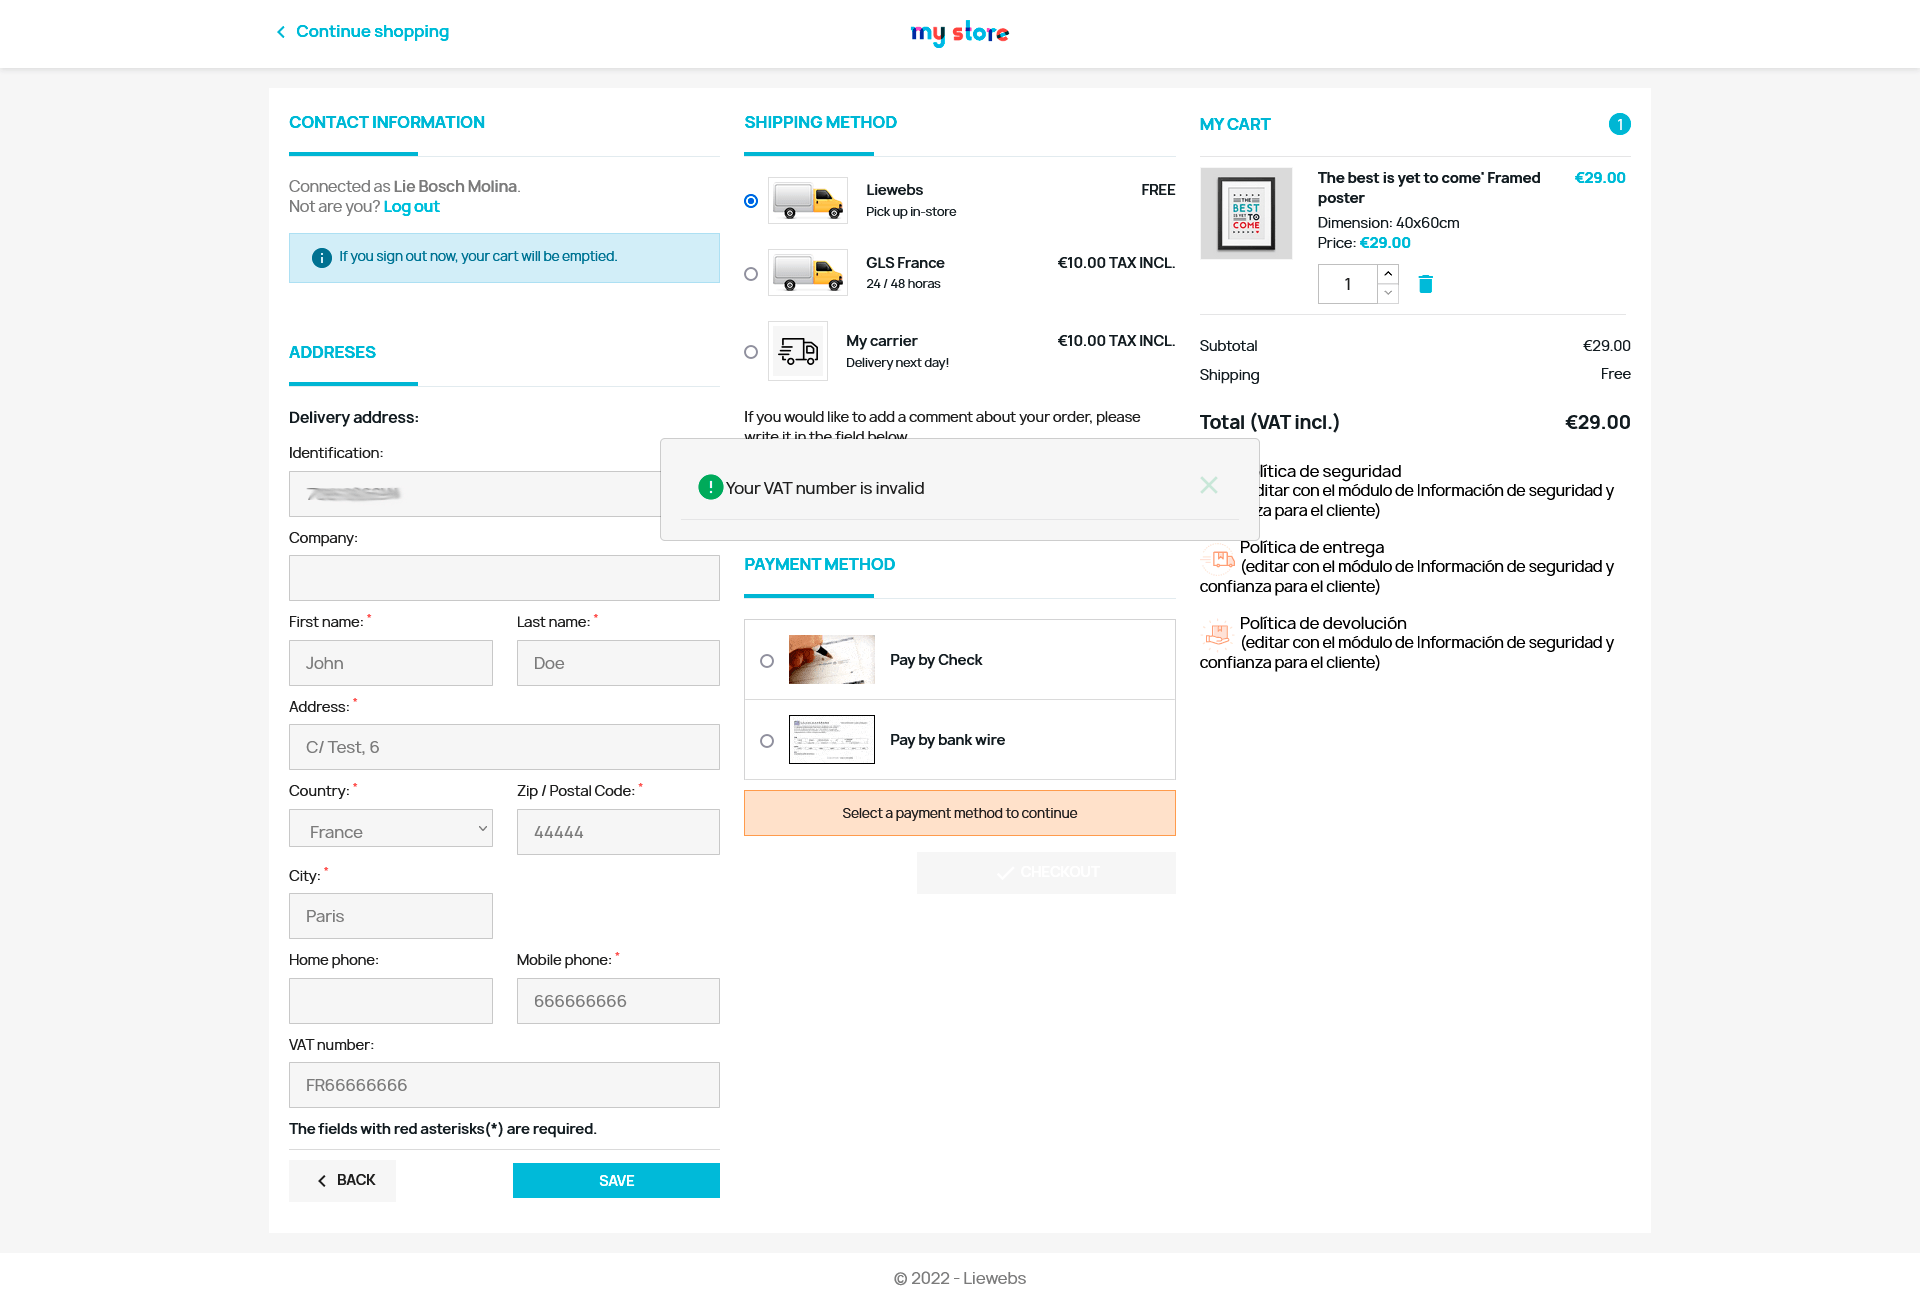 Continue shopping
my store
CONTACT INFORMATION
Connected as Lie Bosch Molina.
Not are you? Log out
If you sign out now, your cart will be emptied.
ADDRESES
Delivery address:
Identification:
Company:
First name: *
Last name: *
John
Doe
Address: *
C/ Test, 6
Country: *
Zip / Postal Code: *
France
44444
City: *
Paris
Home phone:
Mobile phone: *
666666666
VAT number:
FR66666666
The fields with red asterisks(*) are required.
BACK
SAVE
SHIPPING METHOD
Liewebs
FREE
Pick up in-store
GLS France
€10.00 TAX INCL.
24 / 48 horas
My carrier
€10.00 TAX INCL.
Delivery next day!
If you would like to add a comment about your order, please
write it in the field below.
Your VAT number is invalid
PAYMENT METHOD
Pay by Check
Pay by bank wire
Select a payment method to continue
CHECKOUT
MY CART
1
THE
BEST
IS YET TO
COME
The best is yet to come' Framed
poster
€29.00
Dimension: 40x60cm
Price: €29.00
1
Subtotal
€29.00
Shipping
Free
Total (VAT incl.)
€29.00
lítica de seguridad
ditar con el módulo de Información de seguridad y
za para el cliente)
Política de entrega
(editar con el módulo de Información de seguridad y
confianza para el cliente)
Política de devolución
(editar con el módulo de Información de seguridad y
confianza para el cliente)
© 2022 - Liewebs